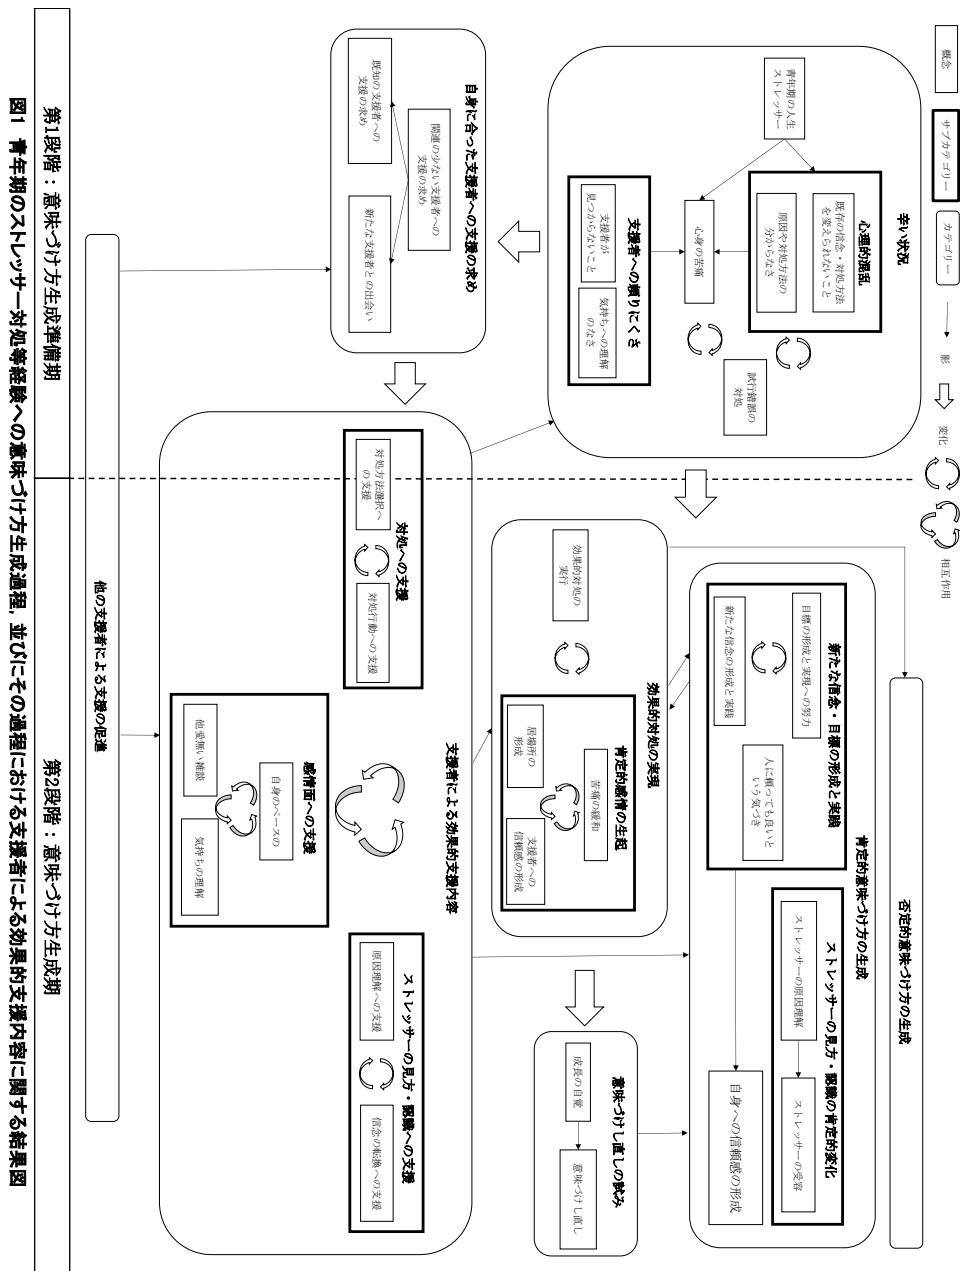 概念
サブカテゴリー
カテゴリー
影
変化
相互作用
否定的意味づけ方の生成
辛い状況
青年期の人生
ストレッサー
心理的混乱
既存の信念・対処方法
を変えられないこと
原因や対処方法の
分からなさ
心身の苦痛
試行錯誤の
対処
支援者への頼りにくさ
支援者が
見つからないこと
気持ちへの理解
のなさ
肯定的意味づけ方の生成
新たな信念・目標の形成と実践
目標の形成と実現への努力
新たな信念の形成と実践
人に頼っても良いと
いう気づき
ストレッサーの見方・認識の肯定的変化
ストレッサーの原因理解
ストレッサーの受容
自身への信頼感の形成
効果的対処の実現
効果的対処の
実行
肯定的感情の生起
苦痛の緩和
居場所の
形成
支援者への
信頼感の形成
意味づけし直しの試み
成長の自覚
意味づけし直し
自身に合った支援者への支援の求め
関連の少ない支援者への
支援の求め
既知の支援者への
支援の求め
新たな支援者との出会い
支援者による効果的支援内容
対処への支援
対処方法選択へ
の支援
対処行動への支援
ストレッサーの見方・認識への支援
原因理解への支援
信念の転換への支援
感情面への支援
自身のペースの
他愛無い雑談
気持ちの理解
他の支援者による支援の促進
第1段階：意味づけ方生成準備期
第2段階：意味づけ方生成期
図1 青年期のストレッサー対処等経験への意味づけ方生成過程, 並びにその過程における支援者による効果的支援内容に関する結果図